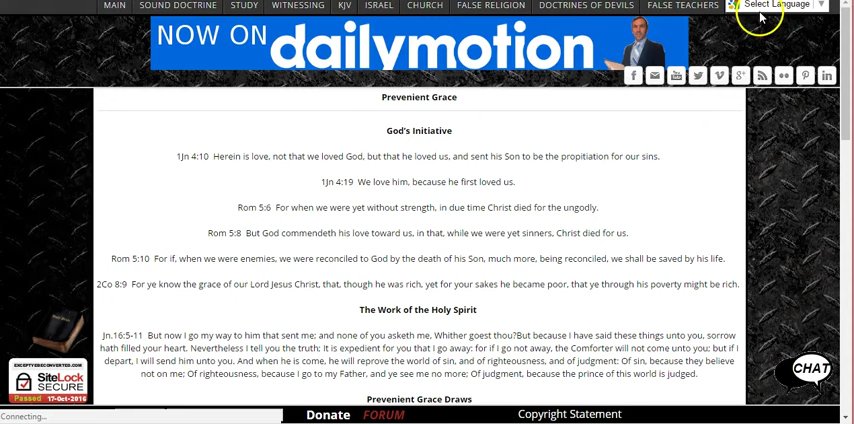 MAIN SOUND DOCTRINE STUDY WITNESSING KJV ISRAEL CHURCH FALSE RELIGION DOCTRINES OF DEVILS FALSE TEACHERS Select Language ▼
NOW ON dailymotion
Prevenient Grace
God's Initiative
1Jn 4:10 Herein is love, not that we loved God, but that he loved us, and sent his Son to be the propitiation for our sins.
1Jn 4:19 We love him, because he first loved us.
Rom 5:6 For when we were yet without strength, in due time Christ died for the ungodly.
Rom 5:8 But God commendeth his love toward us, in that, while we were yet sinners, Christ died for us.
Rom 5:10 For if, when we were enemies, we were reconciled to God by the death of his Son, much more, being reconciled, we shall be saved by his life.
2Co 8:9 For ye know the grace of our Lord Jesus Christ, that, though he was rich, yet for your sakes he became poor, that ye through his poverty might be rich.
The Work of the Holy Spirit
Jn.16:5-11 But now I go my way to him that sent me; and none of you asketh me, Whither goest thou?But because I have said these things unto you, sorrow
hath filled your heart. Nevertheless I tell you the truth; It is expedient for you that I go away: for if I go not away, the Comforter will not come unto you; but if I
depart, I will send him unto you. And when he is come, he will reprove the world of sin, and of righteousness, and of judgment: Of sin, because they believe
not on me; Of righteousness, because I go to my Father, and ye see me no more; Of judgment, because the prince of this world is judged.
Prevenient Grace Draws
EXCEPTYEBECONVERTED.COM
SiteLock
SECURE
Passed 17-Oct-2016
CHAT
Connecting...
Donate FORUM Copyright Statement